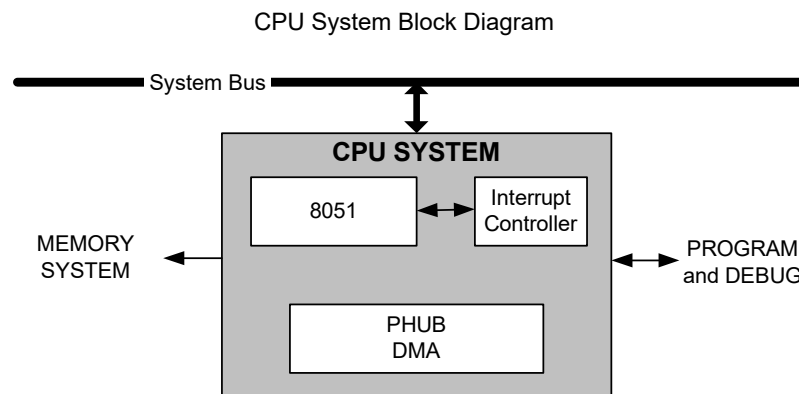 CPU System Block Diagram
System Bus
CPU SYSTEM
8051
Interrupt
Controller
MEMORY
SYSTEM
PROGRAM
and DEBUG
PHUB
DMA